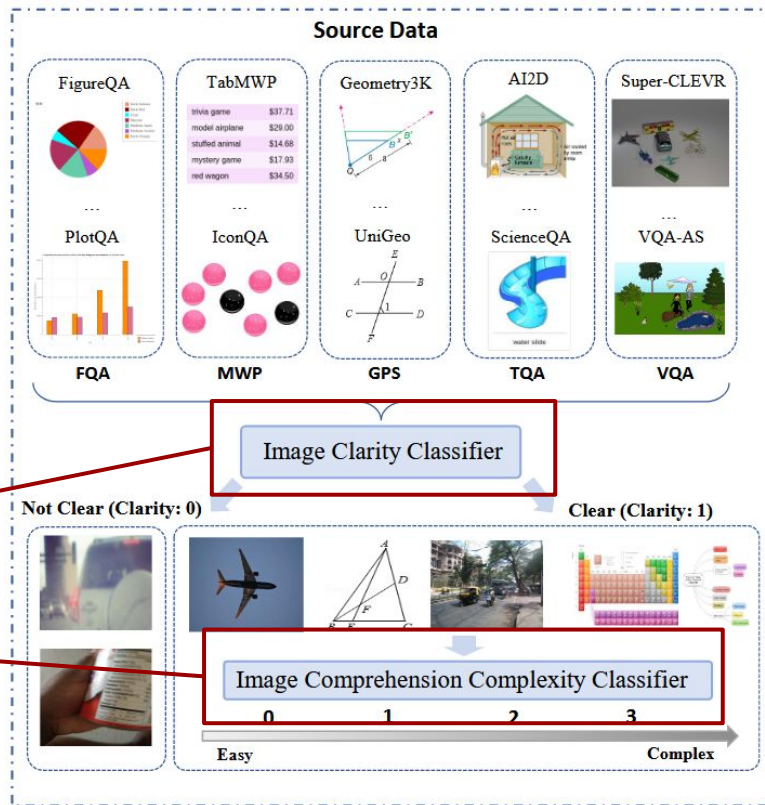 Source Data
FigureQA
TabMWP
Geometry3K
AI2D
Super-CLEVR
trivia game $37.71
model airplane $29.00
stuffed animal $14.68
mystery game $17.93
red wagon $34.50
B'
B
x
6
8
...
...
...
...
...
PlotQA
IconQA
UniGeo
ScienceQA
VQA-AS
E
A O B
C 1 D
F
water slide
FQA
MWP
GPS
TQA
VQA
Image Clarity Classifier
Not Clear (Clarity: 0)
Clear (Clarity: 1)
A
D
F
Image Comprehension Complexity Classifier
0 1 2 3
Easy
Complex